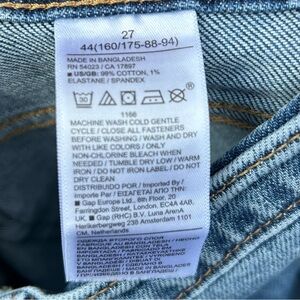 27
44(160/175-88-94)
MADE IN BANGLADESH
RN 54023 / CA 17897
■ US/GB: 99% COTTON, 1%
ELASTANE / SPANDEX
30
1166
MACHINE WASH COLD GENTLE
CYCLE / CLOSE ALL FASTENERS
BEFORE WASHING / WASH AND DRY
WITH LIKE COLORS / ONLY
NON-CHLORINE BLEACH WHEN
NEEDED / TUMBLE DRY LOW / WARM
IRON / DO NOT IRON LABEL / DO NOT
DRY CLEAN
DISTRIBUIDO POR / Imported By /
Importe Par / EIMPORTIERT DURCH
■ Gap Europe Ltd., 6th Floor, 20
Farringdon Street, London, EC4A 4AB,
UK ■ Gap (RHC) B.V. Luna ArenA
Herikerbergweg 238 Amsterdam 1101
CM, Netherlands